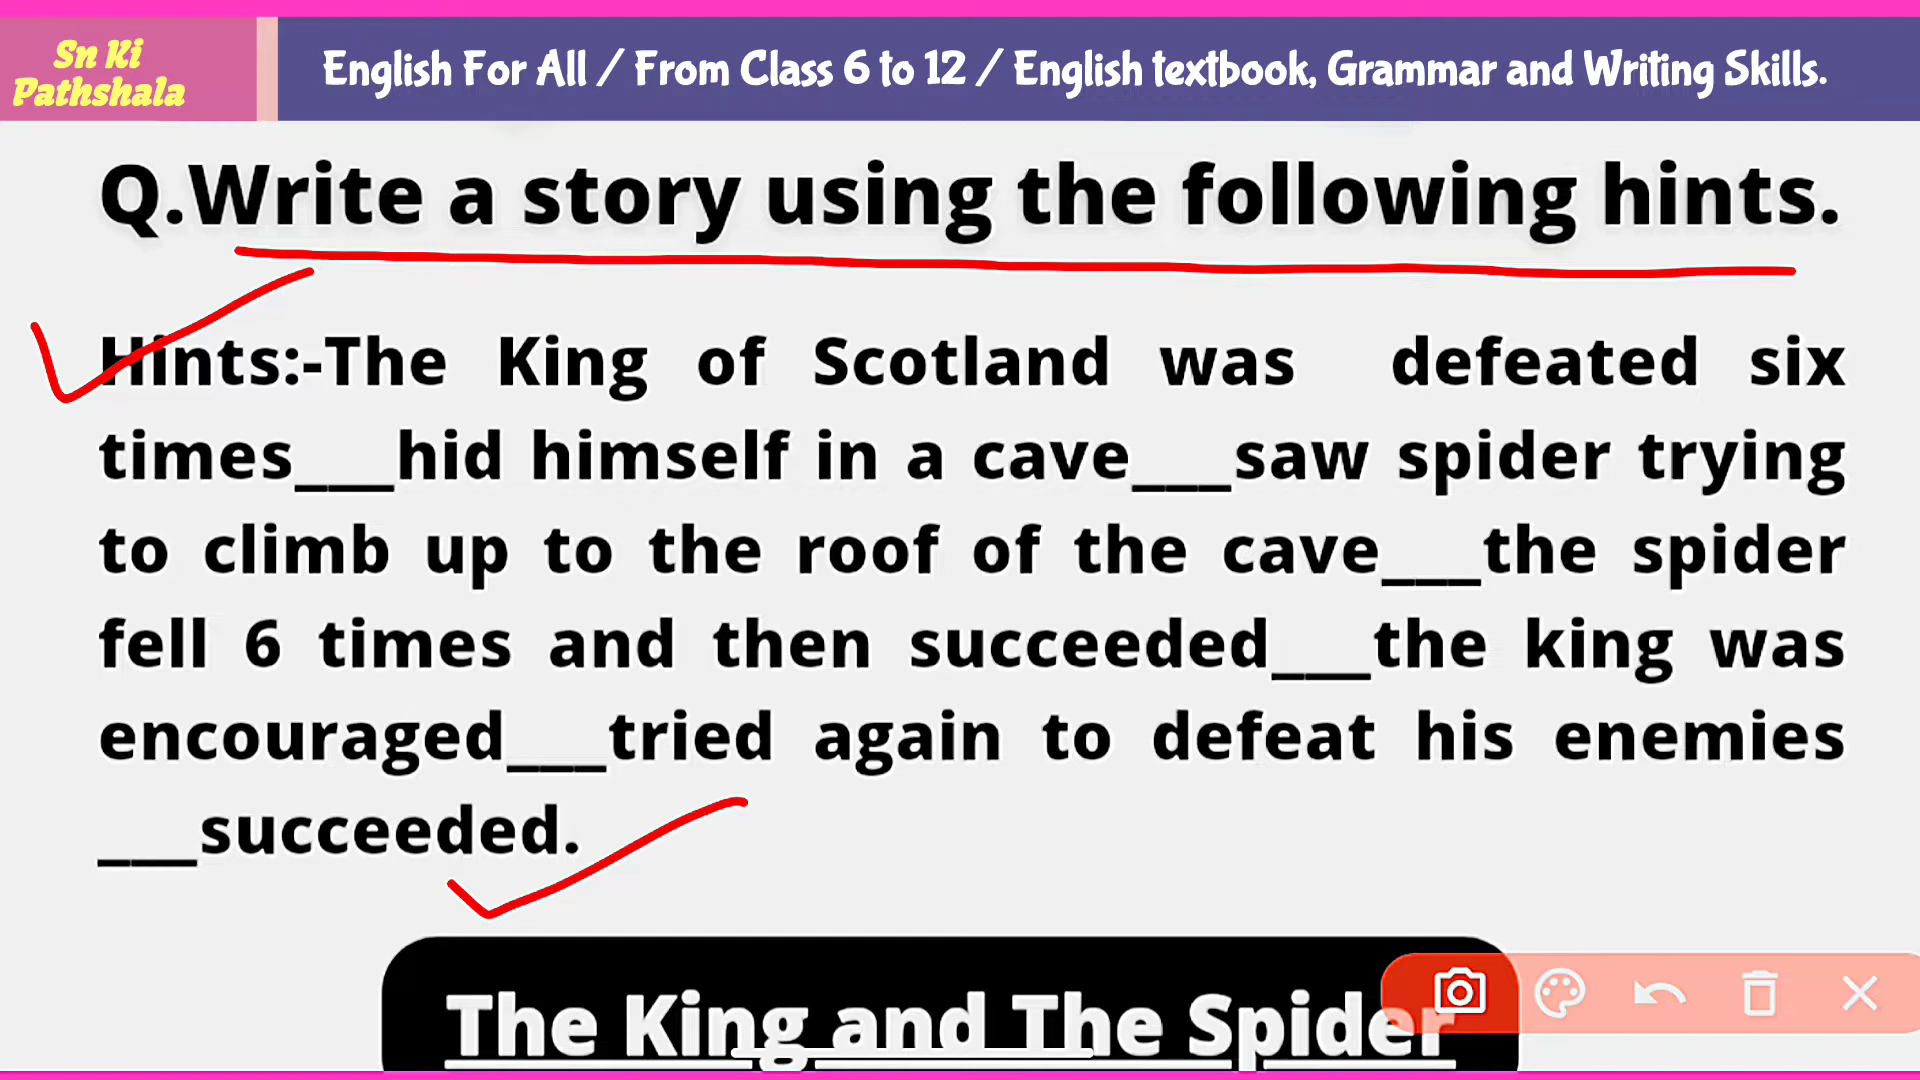 Sn Ki
Pathshala
English For All / From Class 6 to 12 / English textbook, Grammar and Writing Skills.
Q.Write a story using the following hints.
Hints:-The King of Scotland was defeated six
times___hid himself in a cave___saw spider trying
to climb up to the roof of the cave___the spider
fell 6 times and then succeeded___the king was
encouraged___tried again to defeat his enemies
___succeeded.
The King and The Spider